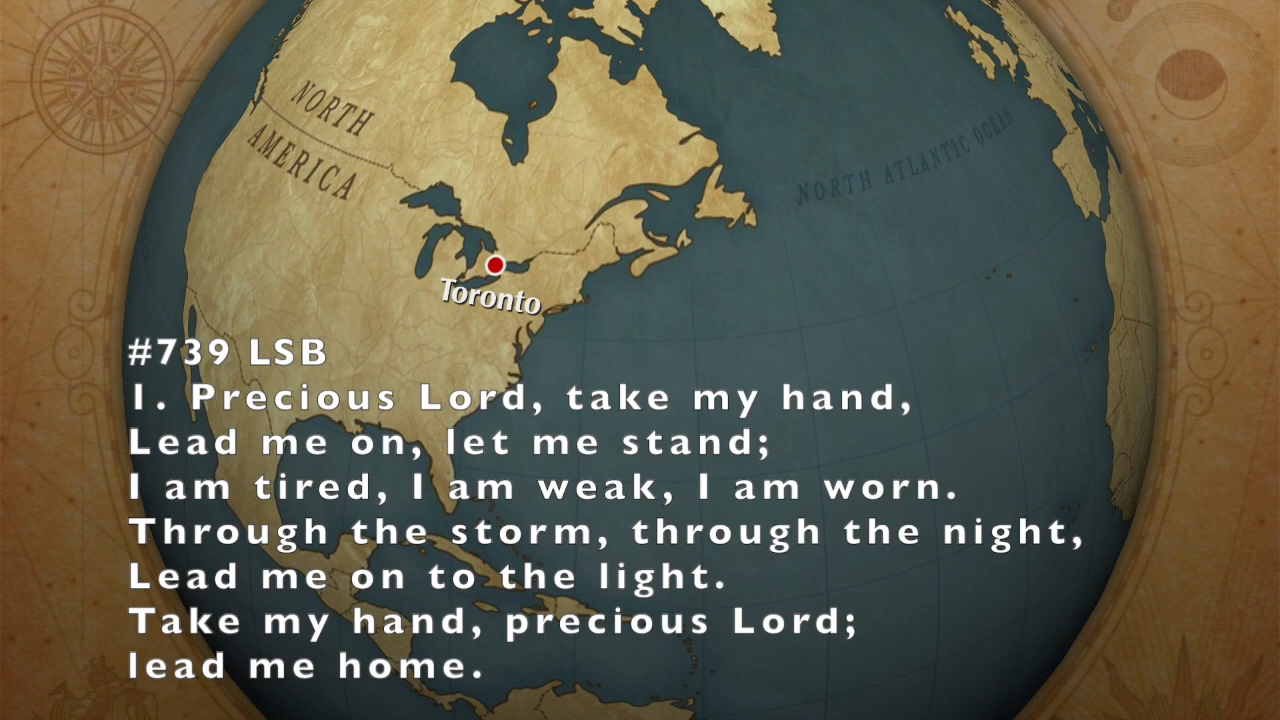 NORTH
AMERICA
NORTH ATLANTIC OCEAN
Toronto
#739 LSB
1. Precious Lord, take my hand,
Lead me on, let me stand;
I am tired, I am weak, I am worn.
Through the storm, through the night,
Lead me on to the light.
Take my hand, precious Lord;
lead me home.